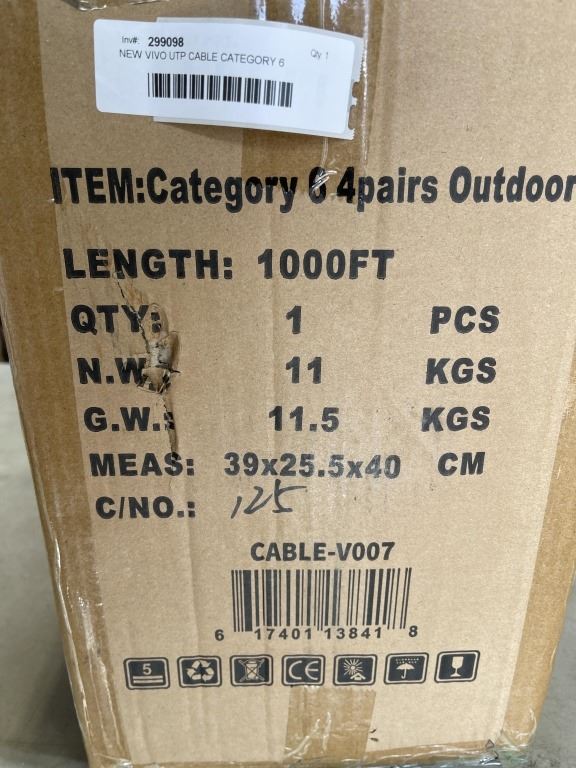 Inv#: 299098
NEW VIVO UTP CABLE CATEGORY 6 Qty 1
ITEM:Category 6 4pairs Outdoor
LENGTH: 1000FT
QTY: 1 PCS
N.W 11 KGS
G.W.: 11.5 KGS
MEAS: 39x25.5x40 CM
C/NO.: 125
CABLE-V007
6 17401 13841 8
5 CE